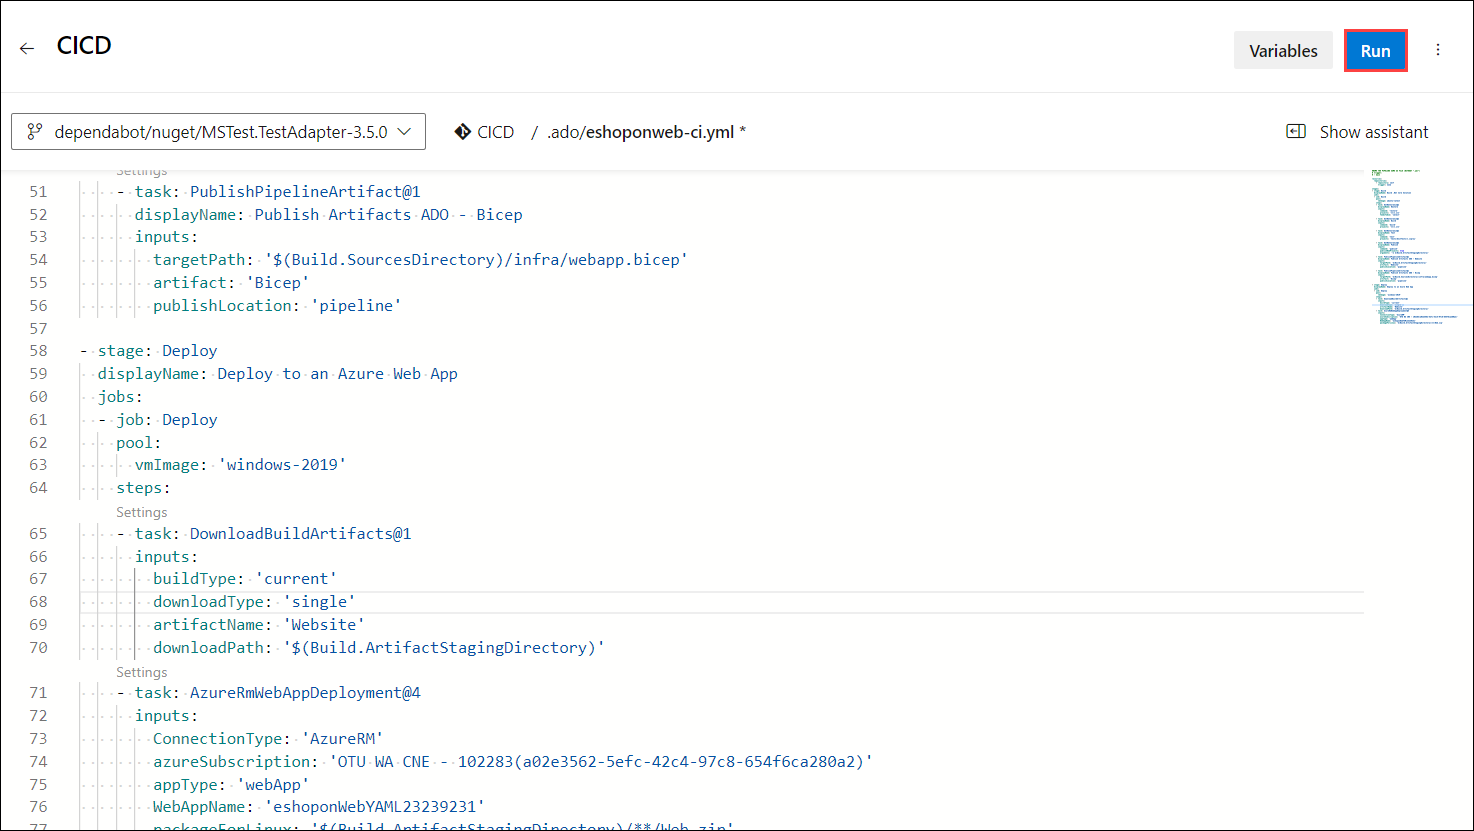 CICD
Variables
Run
dependabot/nuget/MSTest.TestAdapter-3.5.0
CICD / .ado/eshoponweb-ci.yml *
Show assistant
Settings
51 - task: PublishPipelineArtifact@1
52 displayName: Publish Artifacts ADO - Bicep
53 inputs:
54 targetPath: '$(Build.SourcesDirectory)/infra/webapp.bicep'
55 artifact: 'Bicep'
56 publishLocation: 'pipeline'
57
58 - stage: Deploy
59 displayName: Deploy to an Azure Web App
60 jobs:
61 - job: Deploy
62 pool:
63 vmImage: 'windows-2019'
64 steps:
Settings
65 - task: DownloadBuildArtifacts@1
66 inputs:
67 buildType: 'current'
68 downloadType: 'single'
69 artifactName: 'Website'
70 downloadPath: '$(Build.ArtifactStagingDirectory)'
Settings
71 - task: AzureRmWebAppDeployment@4
72 inputs:
73 ConnectionType: 'AzureRM'
74 azureSubscription: 'OTU WA CNE - 102283(a02e3562-5efc-42c4-97c8-654f6ca280a2)'
75 appType: 'webApp'
76 WebAppName: 'eshoponWebYAML23239231'
77 packageForLinux: '$(Build.ArtifactStagingDirectory)/**/Web.zip'